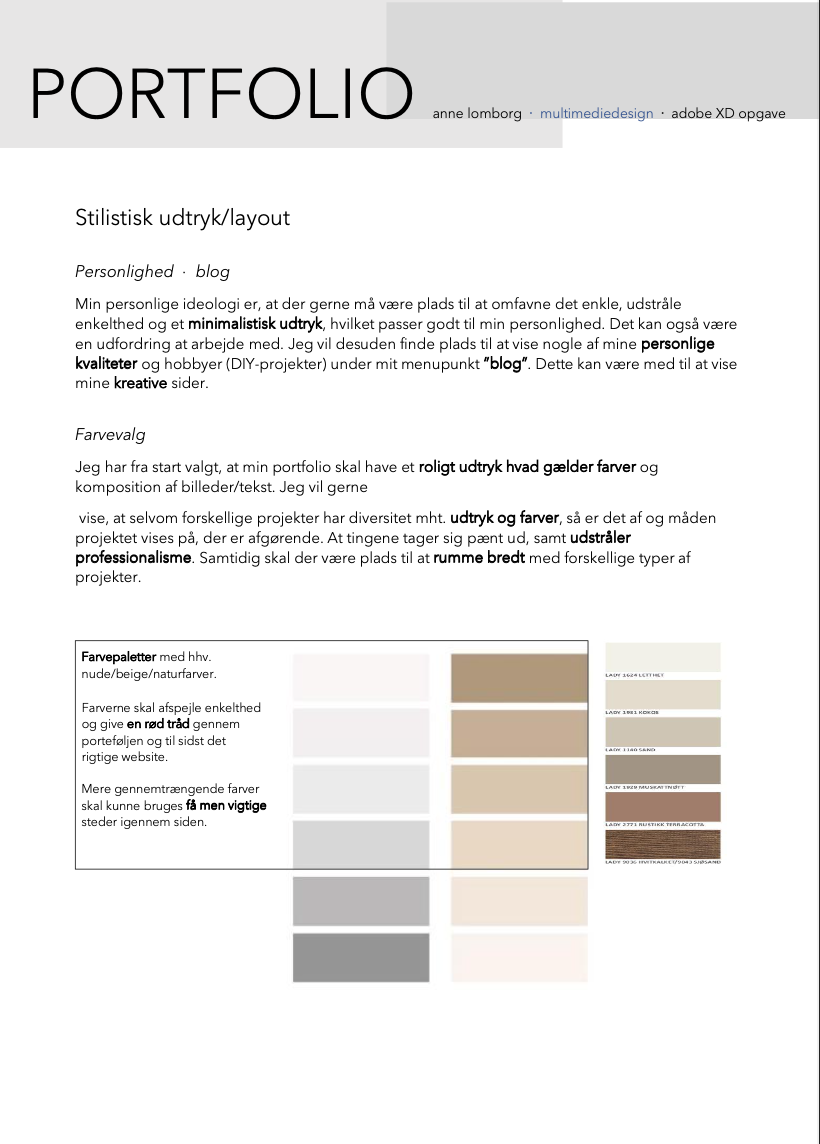 PORTFOLIO anne lomborg · multimediedesign · adobe XD opgave
Stilistisk udtryk/layout
Personlighed · blog
Min personlige ideologi er, at der gerne må være plads til at omfavne det enkle, udstråle
enkelthed og et minimalistisk udtryk, hvilket passer godt til min personlighed. Det kan også være
en udfordring at arbejde med. Jeg vil desuden finde plads til at vise nogle af mine personlige
kvaliteter og hobbyer (DIY-projekter) under mit menupunkt ”blog”. Dette kan være med til at vise
mine kreative sider.
Farvevalg
Jeg har fra start valgt, at min portfolio skal have et roligt udtryk hvad gælder farver og
komposition af billeder/tekst. Jeg vil gerne
vise, at selvom forskellige projekter har diversitet mht. udtryk og farver, så er det af og måden
projektet vises på, der er afgørende. At tingene tager sig pænt ud, samt udstråler
professionalisme. Samtidig skal der være plads til at rumme bredt med forskellige typer af
projekter.
Farvepaletter med hhv.
nude/beige/naturfarver.
Farverne skal afspejle enkelthed
og give en rød tråd gennem
porteføljen og til sidst det
rigtige website.
Mere gennemtrængende farver
skal kunne bruges få men vigtige
steder igennem siden.
LADY 1624 LETTHET
LADY 1931 KOKOS
LADY 1140 SAND
LADY 1929 MUSKATTNØTT
LADY 2771 RUSTIKK TERRACOTTA
LADY 9036 HVITKALKET/9043 SJØSAND